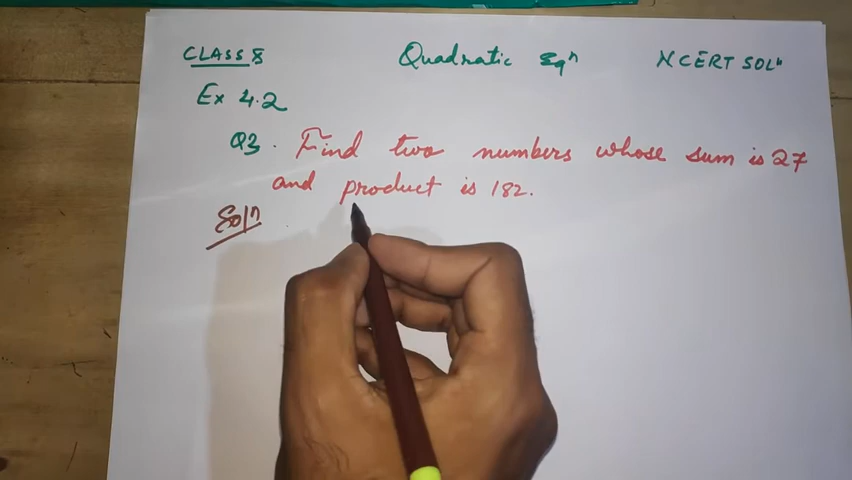 CLASS 8 Quadratic Eqⁿ NCERT SOLⁿ
Ex 4.2
Q3. Find two numbers whose sum is 27
and product is 182.
Solⁿ